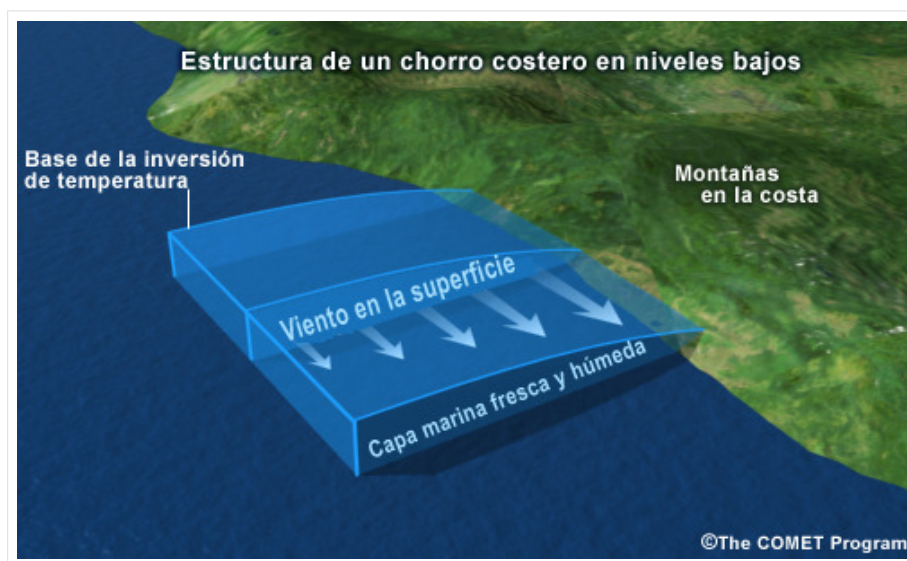 Estructura de un chorro costero en niveles bajos
Base de la inversión
de temperatura
Montañas
en la costa
Viento en la superficie
Capa marina fresca y húmeda
©The COMET Program